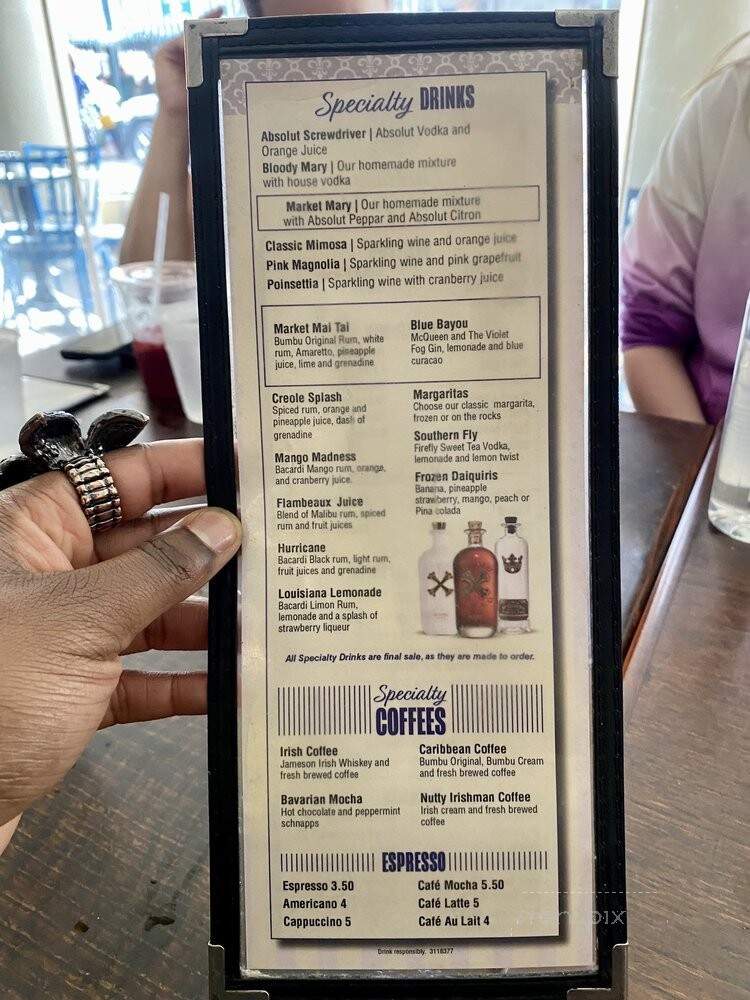 Specialty DRINKS
Absolut Screwdriver | Absolut Vodka and
Orange Juice
Bloody Mary | Our homemade mixture
with house vodka
Market Mary | Our homemade mixture
with Absolut Peppar and Absolut Citron
Classic Mimosa | Sparkling wine and orange juice
Pink Magnolia | Sparkling wine and pink grapefruit
Poinsettia | Sparkling wine with cranberry juice
Market Mai Tai
Bumbu Original Rum, white
rum, Amaretto, pineapple
juice, lime and grenadine
Blue Bayou
McQueen and The Violet
Fog Gin, lemonade and blue
curacao
Creole Splash
Spiced rum, orange and
pineapple juice, dash of
grenadine
Mango Madness
Bacardi Mango rum, orange,
and cranberry juice.
Flambeaux Juice
Blend of Malibu rum, spiced
rum and fruit juices
Hurricane
Bacardi Black rum, light rum,
fruit juices and grenadine
Louisiana Lemonade
Bacardi Limon Rum,
lemonade and a splash of
strawberry liqueur
Margaritas
Choose our classic margarita,
frozen or on the rocks
Southern Fly
Firefly Sweet Tea Vodka,
lemonade and lemon twist
Frozen Daiquiris
Banana, pineapple
strawberry, mango, peach or
Pina colada
All Specialty Drinks are final sale, as they are made to order.
Specialty
COFFEES
Irish Coffee
Jameson Irish Whiskey and
fresh brewed coffee
Bavarian Mocha
Hot chocolate and peppermint
schnapps
Caribbean Coffee
Bumbu Original, Bumbu Cream
and fresh brewed coffee
Nutty Irishman Coffee
Irish cream and fresh brewed
coffee
ESPRESSO
Espresso 3.50
Americano 4
Cappuccino 5
Café Mocha 5.50
Café Latte 5
Café Au Lait 4
Drink responsibly. 3118377